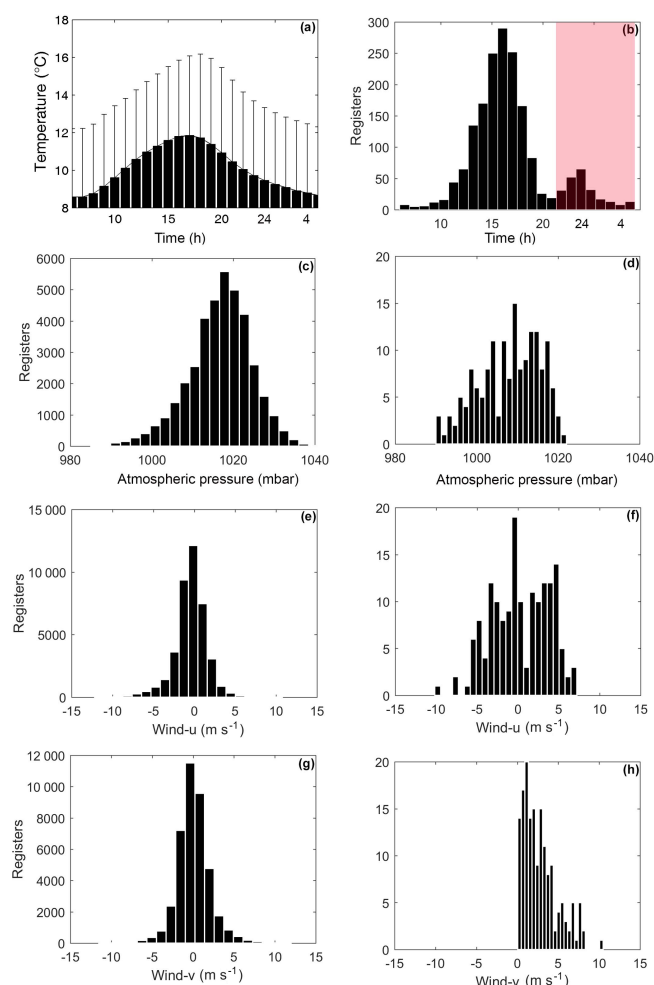 (a)
Temperature (°C)
18
16
14
12
10
8
10 15 20 24 4
Time (h)
(b)
Registers
300
250
200
150
100
50
0
10 15 20 24 4
Time (h)
(c)
Registers
6000
5000
4000
3000
2000
1000
0
980 1000 1020 1040
Atmospheric pressure (mbar)
(d)
20
15
10
5
0
980 1000 1020 1040
Atmospheric pressure (mbar)
(e)
Registers
15 000
10 000
5000
0
-15 -10 -5 0 5 10 15
Wind-u (m s-1)
(f)
20
15
10
5
0
-15 -10 -5 0 5 10 15
Wind-u (m s-1)
(g)
Registers
12 000
10 000
8000
6000
4000
2000
0
-15 -10 -5 0 5 10 15
Wind-v (m s-1)
(h)
20
15
10
5
0
-15 -10 -5 0 5 10 15
Wind-v (m s-1)